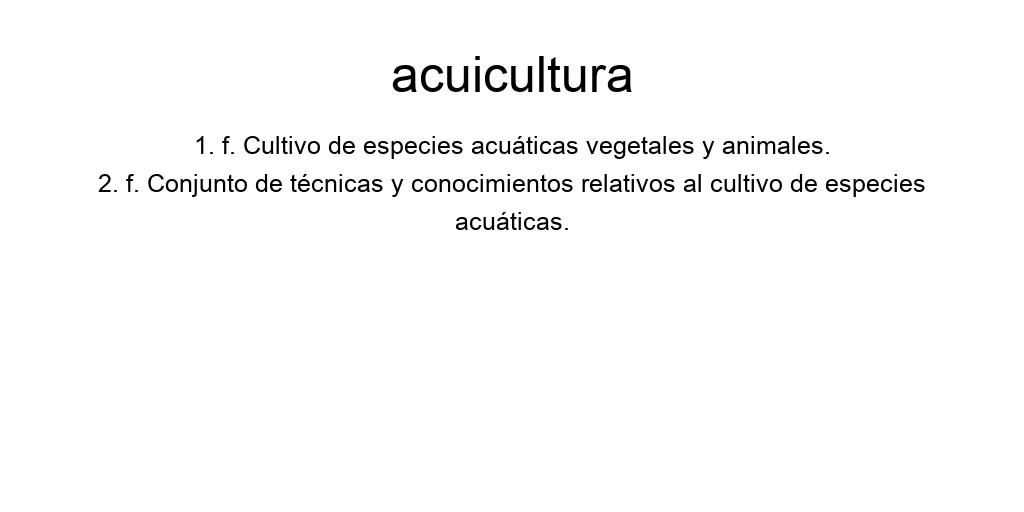 acuicultura
1. f. Cultivo de especies acuáticas vegetales y animales.
2. f. Conjunto de técnicas y conocimientos relativos al cultivo de especies
acuáticas.